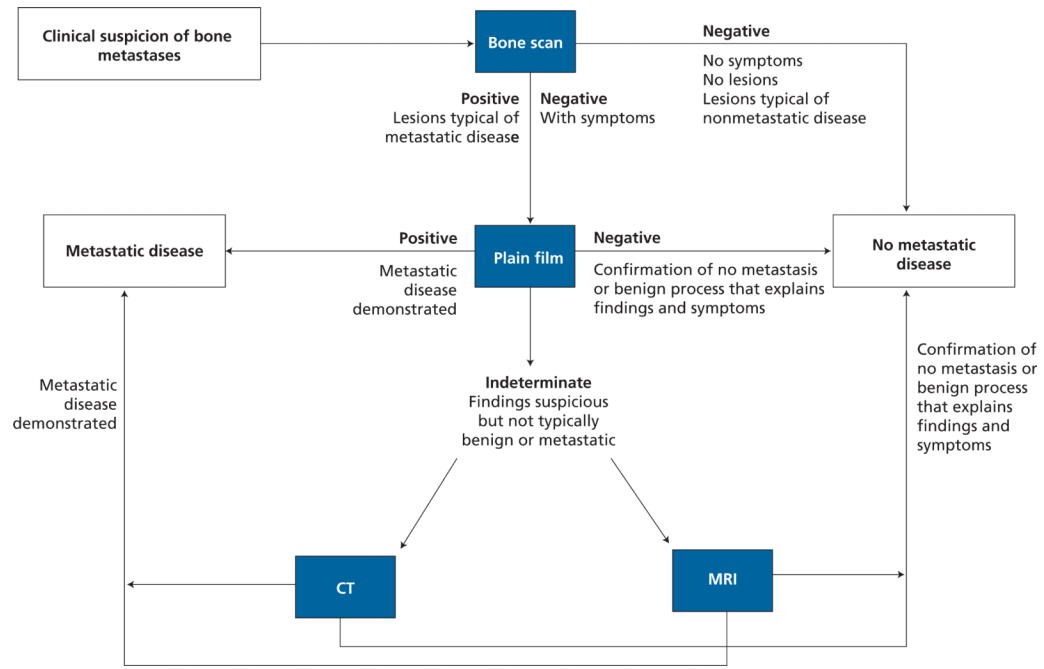 Clinical suspicion of bone
metastases
Bone scan
Negative
No symptoms
No lesions
Lesions typical of
nonmetastatic disease
Positive
Lesions typical of
metastatic disease
Negative
With symptoms
Metastatic disease
Positive
Metastatic
disease
demonstrated
Plain film
Negative
Confirmation of no metastasis
or benign process that explains
findings and symptoms
No metastatic
disease
Metastatic
disease
demonstrated
Indeterminate
Findings suspicious
but not typically
benign or metastatic
Confirmation of
no metastasis or
benign process
that explains
findings and
symptoms
CT
MRI